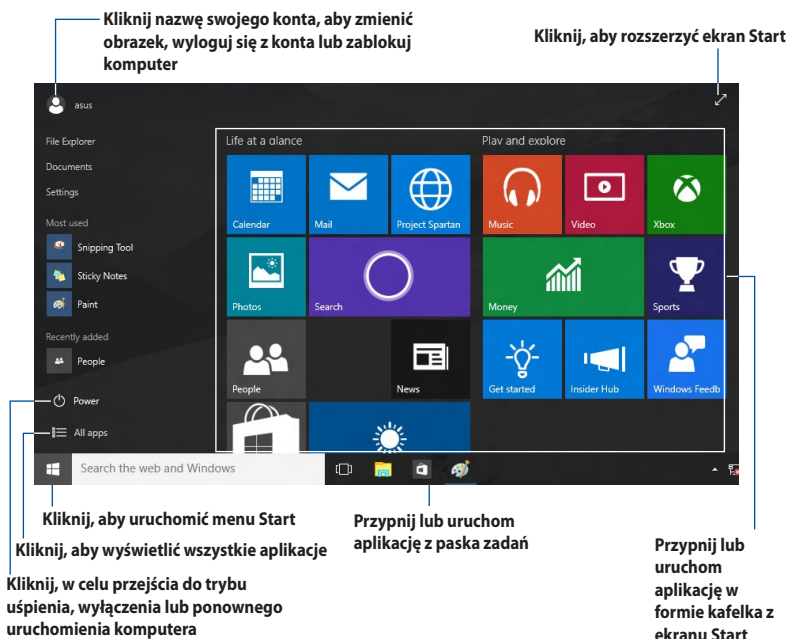 Kliknij nazwę swojego konta, aby zmienić
obrazek, wyloguj się z konta lub zablokuj
komputer
Kliknij, aby rozszerzyć ekran Start
asus
File Explorer
Documents
Settings
Most used
Snipping Tool
Sticky Notes
Paint
Recently added
People
Power
All apps
Life at a glance
Play and explore
Calendar
Mail
Project Spartan
Music
Video
Xbox
Photos
Search
Money
Sports
People
News
Get started
Insider Hub
Windows Feedb
Search the web and Windows
Kliknij, aby uruchomić menu Start
Kliknij, aby wyświetlić wszystkie aplikacje
Kliknij, w celu przejścia do trybu
uśpienia, wyłączenia lub ponownego
uruchomienia komputera
Przypnij lub uruchom
aplikację z paska zadań
Przypnij lub
uruchom
aplikację w
formie kafelka z
ekranu Start